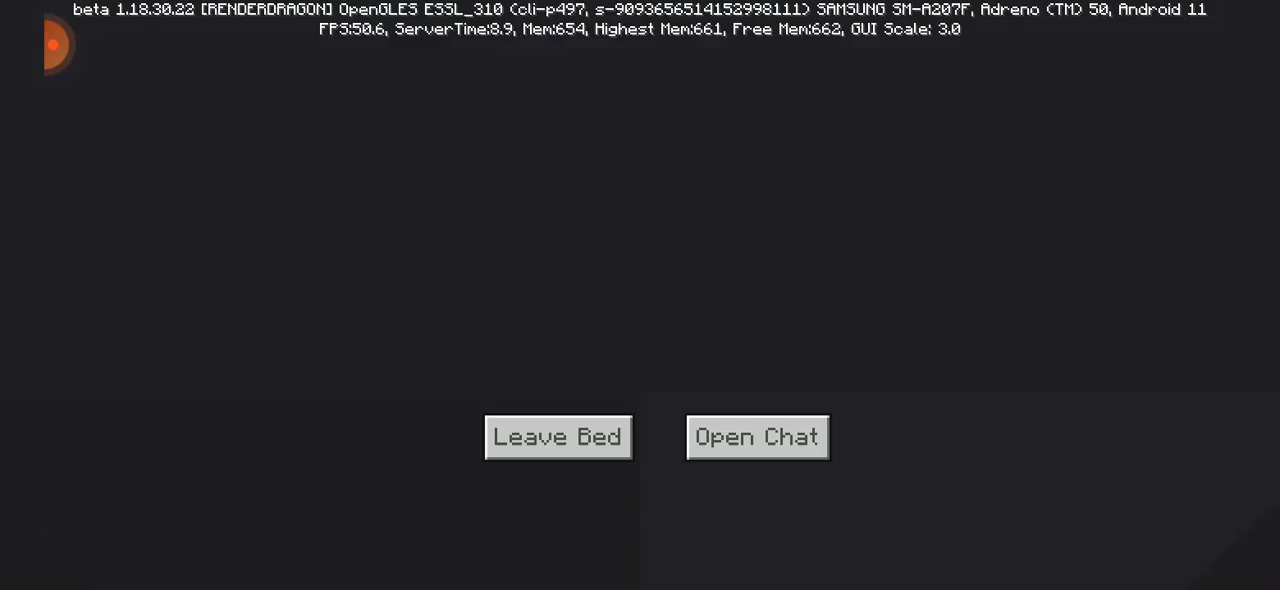 beta 1.18.30.22 [RENDERDRAGON] OpenGLES ESSL_310 (cli-p497, s-9093656514152998111) SAMSUNG SM-A207F, Adreno (TM) 50, Android 11
FPS:50.6, ServerTime:8.9, Mem:654, Highest Mem:661, Free Mem:662, GUI Scale: 3.0
Leave Bed
Open Chat